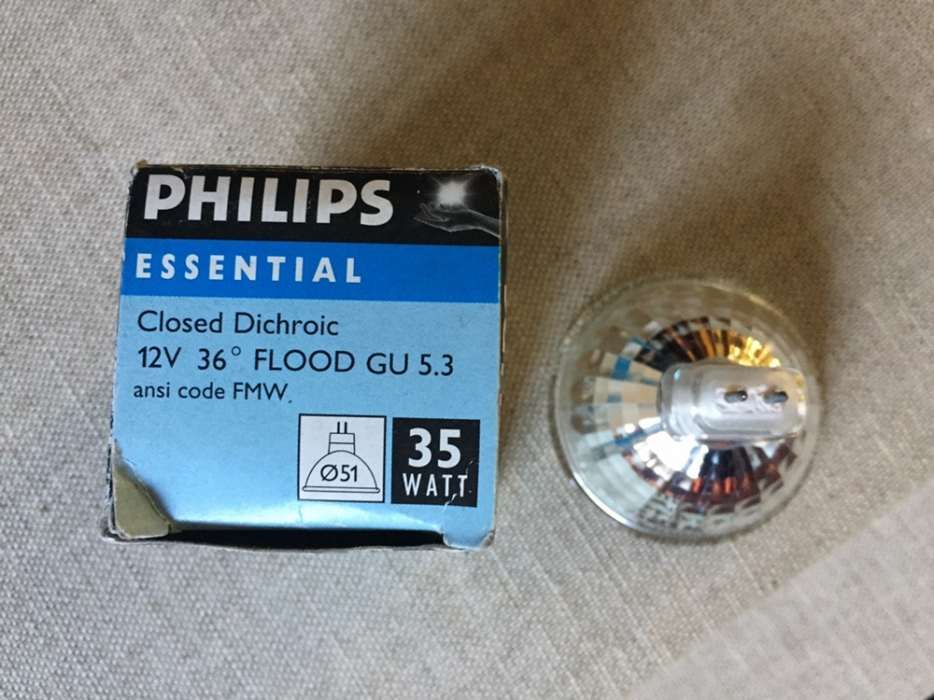 PHILIPS
ESSENTIAL
Closed Dichroic
12V 36° FLOOD GU 5.3
ansi code FMW.
Ø51
35
WATT